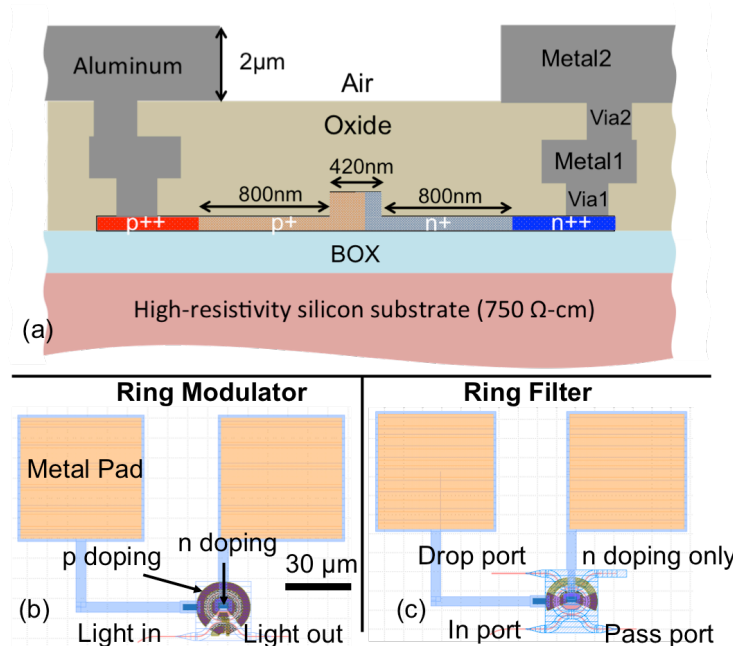 Aluminum
2μm
Metal2
Air
Oxide
Via2
420nm
Metal1
800nm
800nm
Via1
p++
p+
n+
n++
BOX
High-resistivity silicon substrate (750 Ω-cm)
(a)
Ring Modulator
Ring Filter
Metal Pad
p doping
n doping
30 μm
Drop port
n doping only
(b)
(c)
Light in
Light out
In port
Pass port